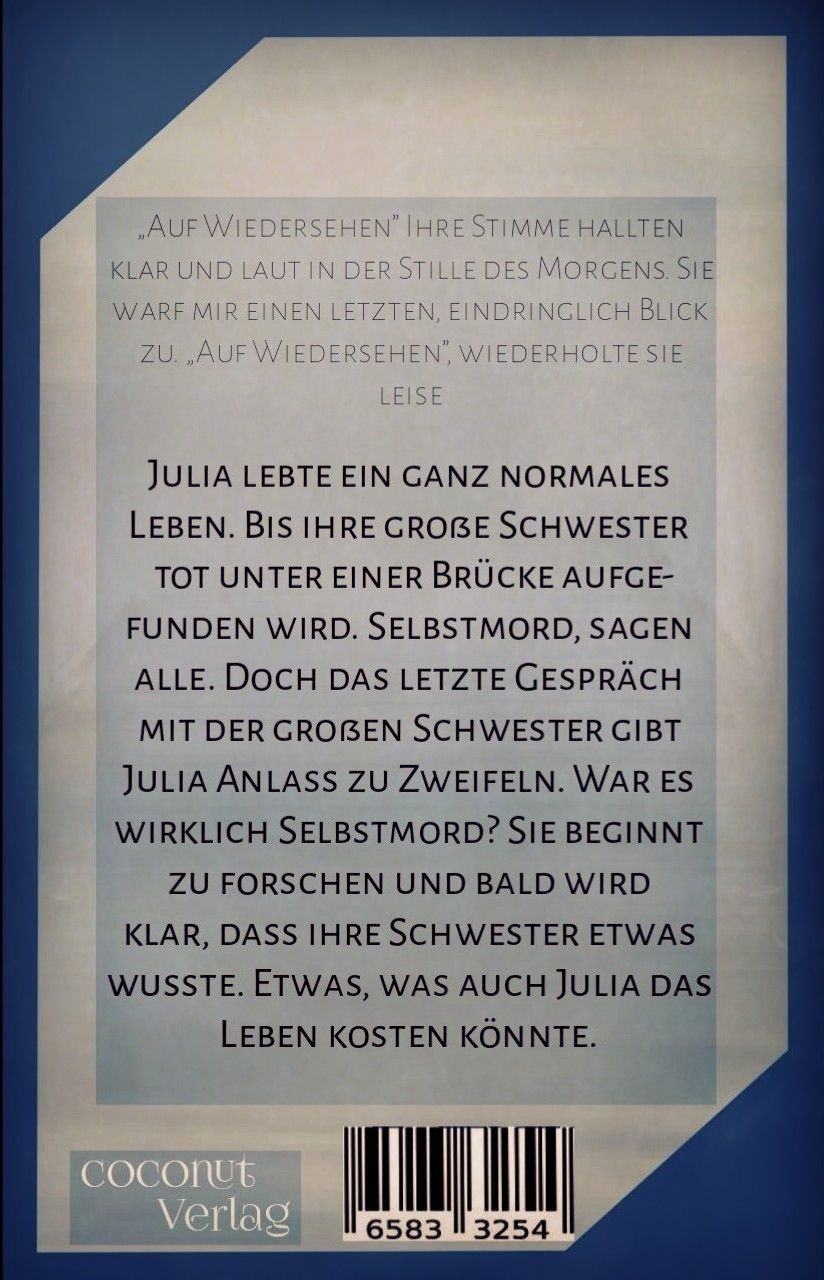 „Auf Wiedersehen” Ihre Stimme hallten
klar und laut in der Stille des Morgens. Sie
warf mir einen letzten, eindringlich Blick
zu. „Auf Wiedersehen”, wiederholte sie
leise
Julia lebte ein ganz normales
Leben. Bis ihre große Schwester
tot unter einer Brücke aufge-
funden wird. Selbstmord, sagen
alle. Doch das letzte Gespräch
mit der großen Schwester gibt
Julia Anlass zu Zweifeln. War es
wirklich Selbstmord? Sie beginnt
zu forschen und bald wird
klar, dass ihre Schwester etwas
wusste. Etwas, was auch Julia das
Leben kosten könnte.
coconut
Verlag
6583 3254